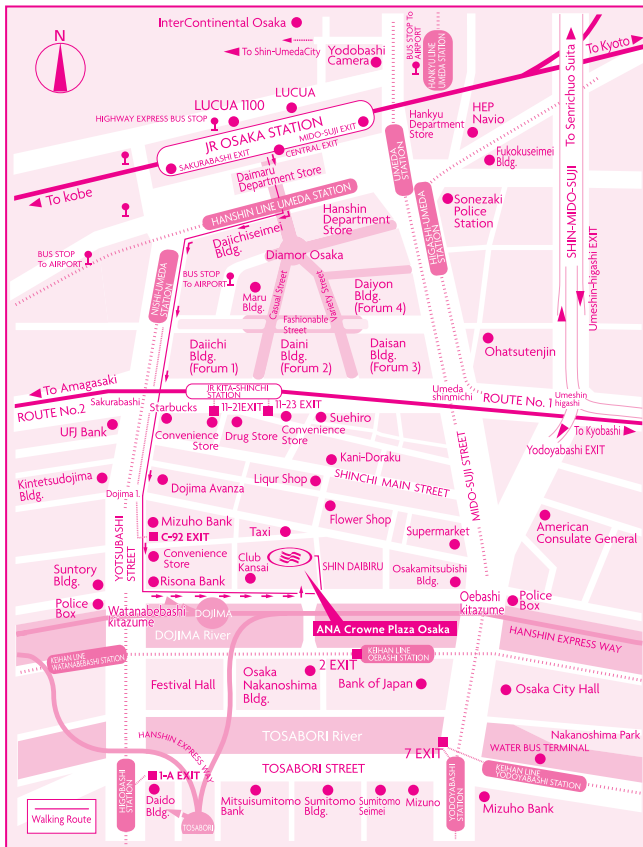 N
InterContinental Osaka
To Shin-UmedaCity
Yodobashi
Camera
BUS STOP
To AIRPORT
HANKYU LINE
UMEDA STATION
To Kyoto
To Senrichuo Suita
SHIN-MIDO-SUJI
Umeshin-higashi EXIT
LUCUA
LUCUA 1100
HIGHWAY EXPRESS BUS STOP
JR OSAKA STATION
MIDO-SUJI EXIT
SAKURABASHI EXIT
CENTRAL EXIT
Hankyu
Department
Store
HEP
Navio
Fukokuseimei
Bldg.
UMEDA
STATION
To kobe
Daimaru
Department Store
HANSHIN LINE UMEDA STATION
HIGASHI-UMEDA
STATION
Sonezaki
Police
Station
Hanshin
Department
Store
Daiichiseimei
Bldg.
BUS STOP
To AIRPORT
NISHI-UMEDA
STATION
BUS STOP
To AIRPORT
Diamor Osaka
Maru
Bldg.
Casual Street
Variety Street
Daiyon
Bldg.
(Forum 4)
Fashionable
Street
Daiichi
Bldg.
(Forum 1)
Daini
Bldg.
(Forum 2)
Daisan
Bldg.
(Forum 3)
Ohatsutenjin
To Amagasaki
JR KITA-SHINCHI
STATION
Umeda
shinmichi
ROUTE No. 1
Umeshin
higashi
ROUTE No.2
Sakurabashi
Starbucks
11-21EXIT
11-23 EXIT
Suehiro
To Kyobashi
UFJ Bank
Convenience
Store
Drug Store
Convenience
Store
Yodoyabashi EXIT
Kani-Doraku
SHINCHI MAIN STREET
MIDO-SUJI STREET
Kintetsudojima
Bldg.
Dojima 1.
Dojima Avanza
Liqur Shop
Mizuho Bank
C-92 EXIT
Taxi
Flower Shop
Supermarket
American
Consulate General
YOTSUBASHI
STREET
Convenience
Store
Club
Kansai
SHIN DAIBIRU
Osakamitsubishi
Bldg.
Suntory
Bldg.
Risona Bank
Police
Box
Watanabebashi
kitazume
DOJIMA
DOJIMA River
ANA Crowne Plaza Osaka
Oebashi
kitazume
Police
Box
HANSHIN EXPRESS WAY
KEIHAN LINE
WATANABEBASHI STATION
KEIHAN LINE
OEBASHI STATION
2 EXIT
Festival Hall
Osaka
Nakanoshima
Bldg.
Bank of Japan
Osaka City Hall
HANSHIN EXPRESS WAY
TOSABORI River
7 EXIT
Nakanoshima Park
WATER BUS TERMINAL
KEIHAN LINE
YODOYABASHI STATION
TOSABORI STREET
HIGOBASHI
STATION
1-A EXIT
Daido
Bldg.
TOSABORI
Mitsuisumitomo
Bank
Sumitomo
Bldg.
Sumitomo
Seimei
Mizuno
YODOYABASHI
STATION
Mizuho Bank
Walking Route